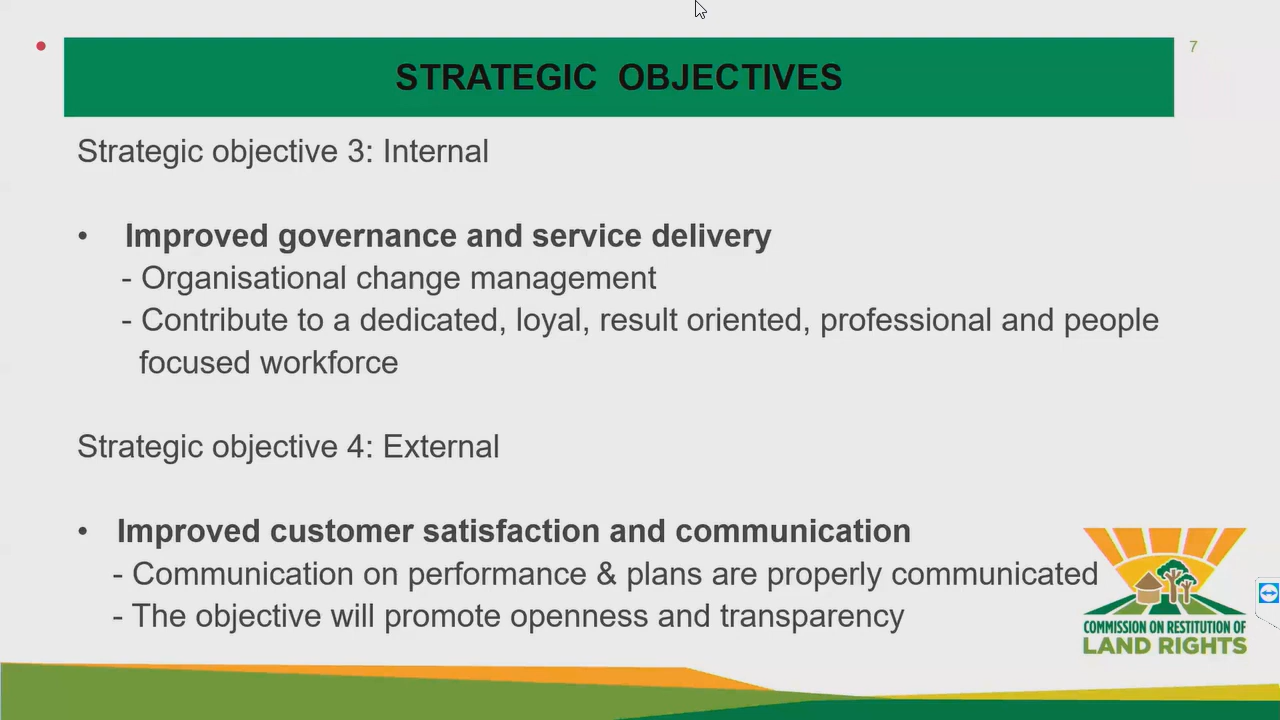 7
STRATEGIC OBJECTIVES
Strategic objective 3: Internal
• Improved governance and service delivery
- Organisational change management
- Contribute to a dedicated, loyal, result oriented, professional and people
focused workforce
Strategic objective 4: External
• Improved customer satisfaction and communication
- Communication on performance & plans are properly communicated
- The objective will promote openness and transparency
COMMISSION ON RESTITUTION OF
LAND RIGHTS